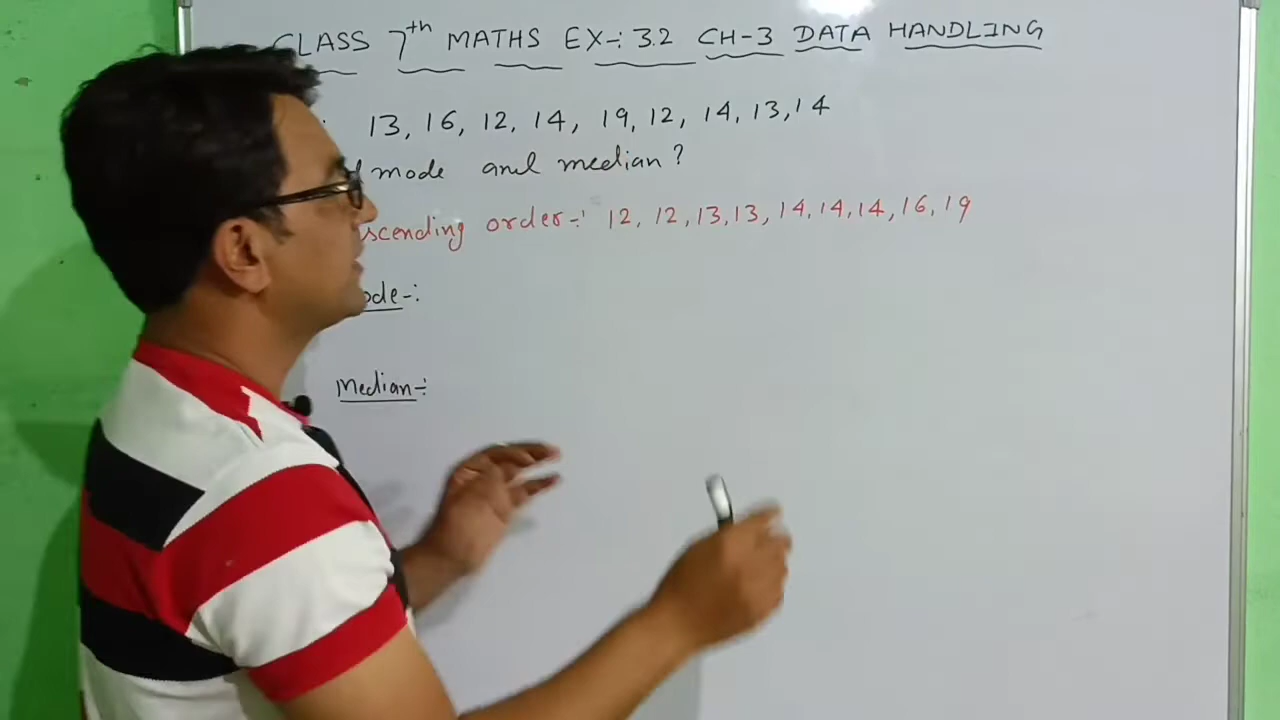 CLASS 7th MATHS EX-: 3.2 CH-3 DATA HANDLING
: 13, 16, 12, 14, 19, 12, 14, 13, 14
d mode and median ?
scending order-: 12, 12, 13, 13, 14, 14, 14, 16, 19
ode-:
Median-: